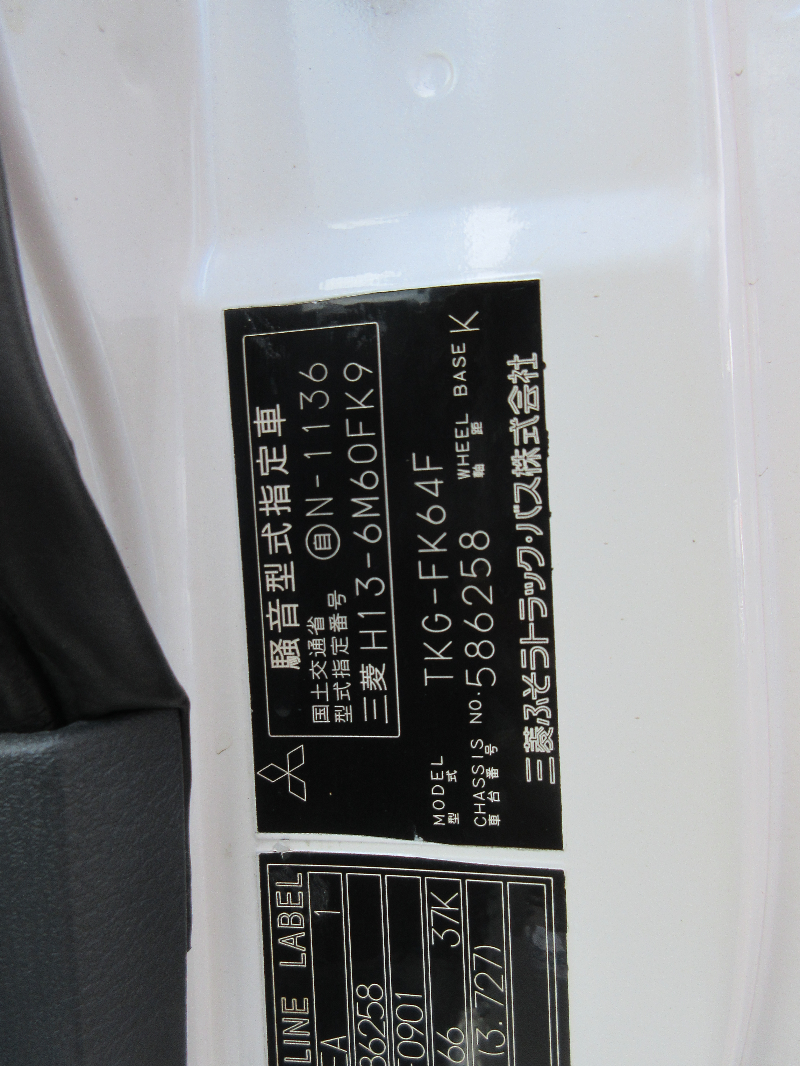 騒音型式指定車
国土交通省
型式指定番号 自N-1136
三菱 H13-6M60FK9
MODEL
型式 TKG-FK64F
CHASSIS NO. 586258 WHEEL BASE K
車台番号 軸距
三菱ふそうトラック・バス株式会社
LINE LABEL
FA 1
86258
0901
66 37K
(3.727)